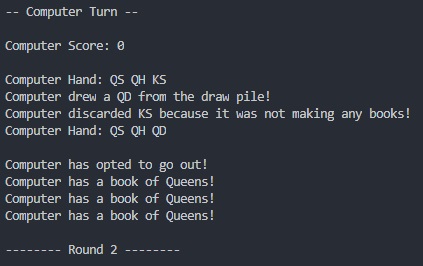 -- Computer Turn --
Computer Score: 0
Computer Hand: QS QH KS
Computer drew a QD from the draw pile!
Computer discarded KS because it was not making any books!
Computer Hand: QS QH QD
Computer has opted to go out!
Computer has a book of Queens!
Computer has a book of Queens!
Computer has a book of Queens!
-------- Round 2 --------